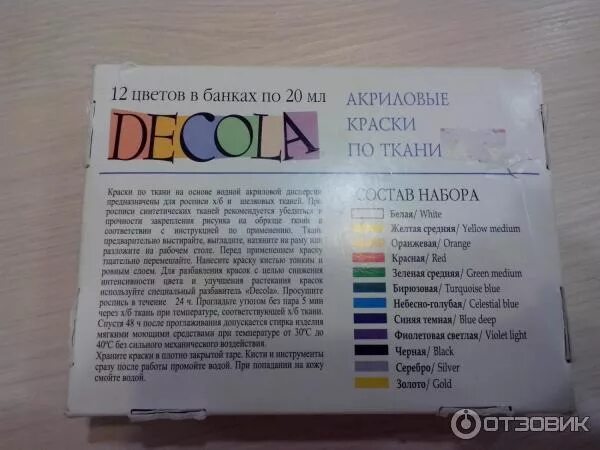 12 цветов в банках по 20 мл
DECOLA
АКРИЛОВЫЕ
КРАСКИ
ПО ТКАНИ
Краски по ткани на основе водной акриловой дисперсии
предназначены для росписи х/б и шелковых тканей. При
росписи синтетических тканей рекомендуется убедиться в
прочности закрепления рисунка на образце ткани в
соответствии с инструкцией по применению. Ткань
предварительно выстирайте, выгладите, натяните на раму или
разложите на рабочем столе. Перед применением краску
тщательно перемешайте. Нанесите краску кистью тонким и
ровным слоем. Для разбавления красок с целью снижения
интенсивности цвета и улучшения растекания красок
используйте специальный разбавитель «Decola». Просушите
роспись в течение 24 ч. Прогладьте утюгом без пара 5 мин
через х/б ткань при температуре, соответствующей х/б ткани.
Спустя 48 ч после проглаживания допускается стирка изделия
мягкими моющими средствами при температуре от 30°С до
40°С без сильного механического воздействия.
Храните краски в плотно закрытой таре. Кисти и инструменты
сразу после работы промойте водой. При попадании на кожу
смойте водой.
СОСТАВ НАБОРА
Белая/ White
Желтая средняя/ Yellow medium
Оранжевая/ Orange
Красная/ Red
Зеленая средняя/ Green medium
Бирюзовая/ Turquoise blue
Небесно-голубая/ Celestial blue
Синяя темная/ Blue deep
Фиолетовая светлая/ Violet light
Черная/ Black
Серебро/ Silver
Золото/ Gold
ОТЗОВИК